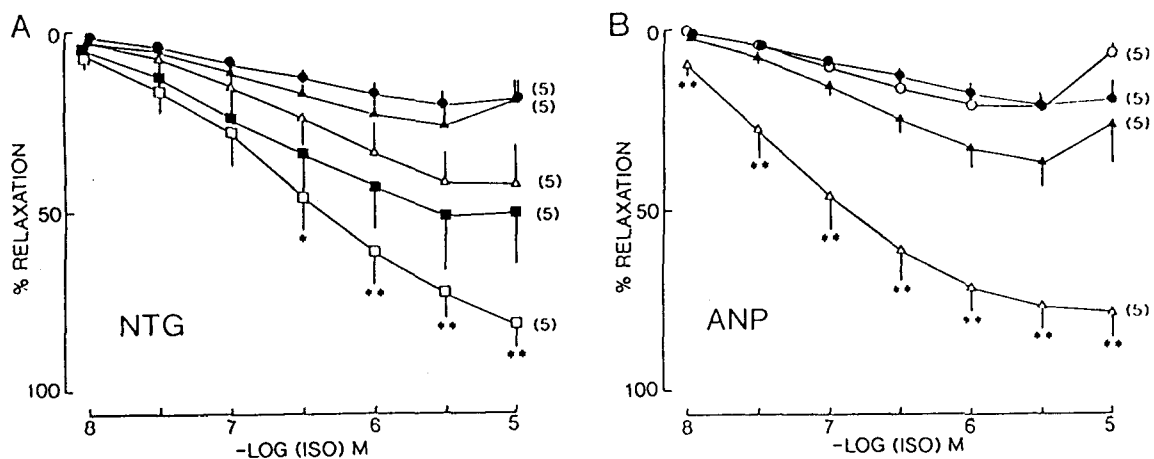 A
0
50
100
% RELAXATION
(5)
(5)
(5)
(5)
(5)
*
**
**
**
NTG
8 7 6 5
-LOG (ISO) M
B
0
50
100
% RELAXATION
(5)
(5)
(5)
(5)
**
**
**
**
**
**
**
ANP
8 7 6 5
-LOG (ISO) M